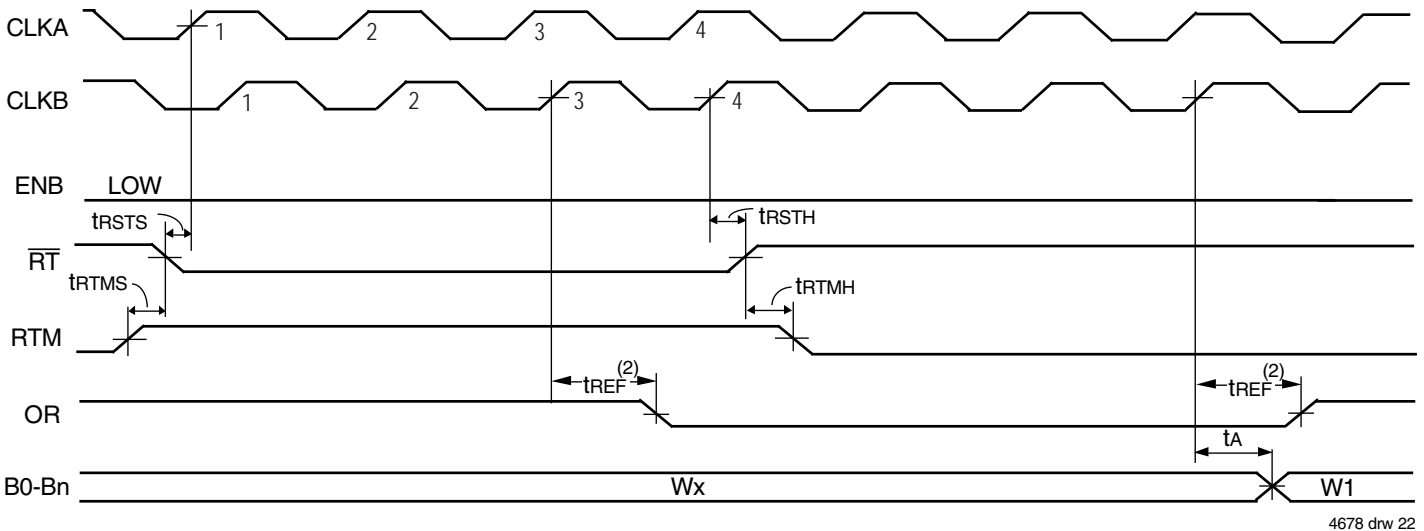 CLKA 1 2 3 4
CLKB 1 2 3 4
ENB LOW
tRSTS tRSTH
RT
tRTMS tRTMH
RTM
tREF(2) tREF(2)
OR
tA
B0-Bn Wx W1
4678 drw 22